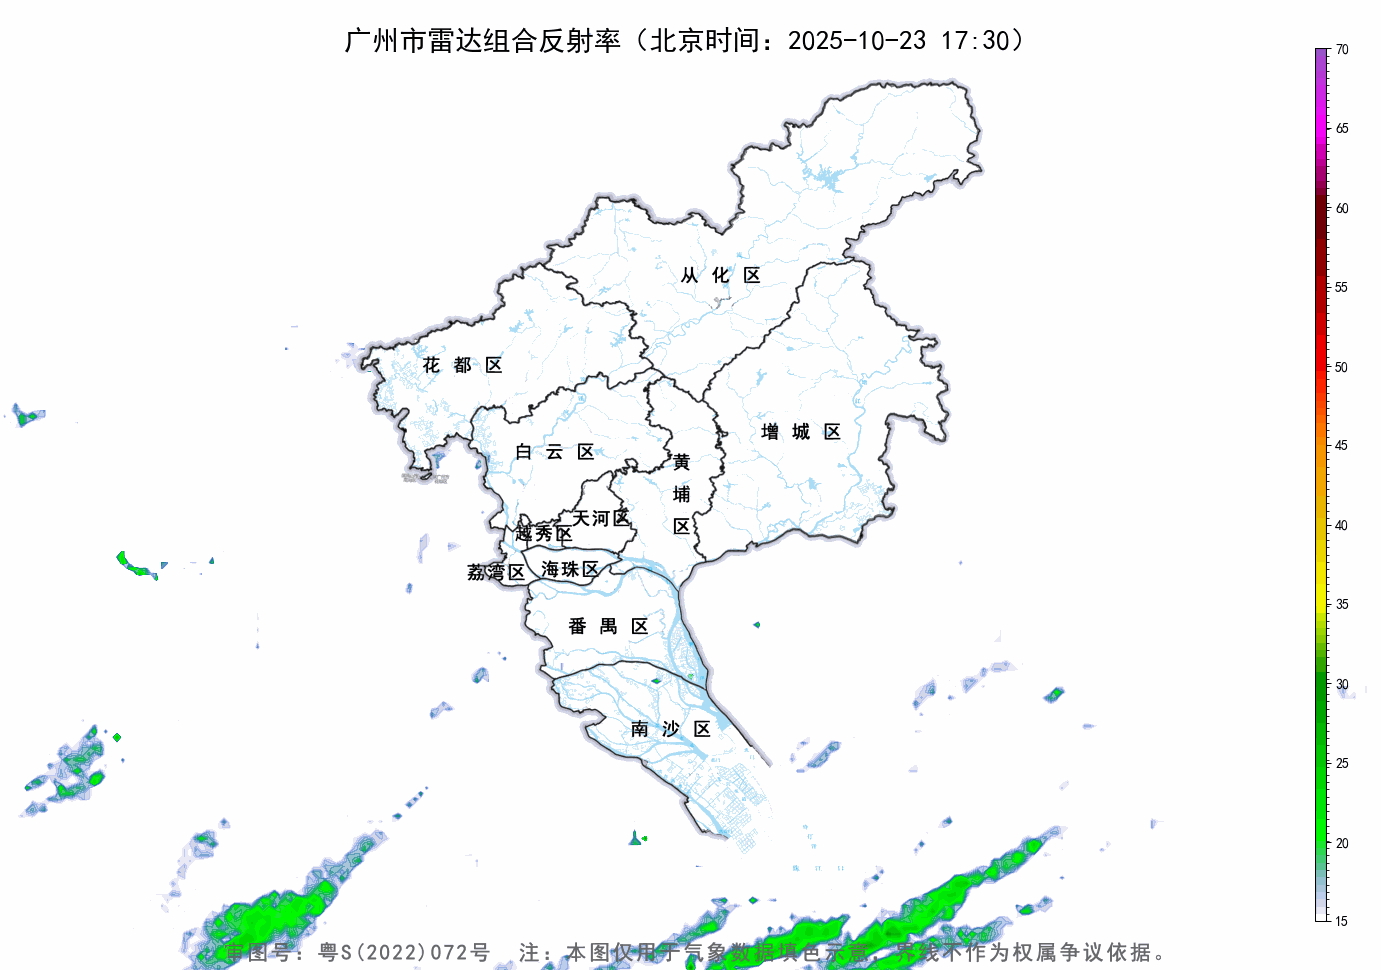 广州市雷达组合反射率（北京时间：2025-10-23 17:30）
70
65
60
55
50
45
40
35
30
25
20
15
从化区
花都区
增城区
白云区
黄埔区
天河区
越秀区
荔湾区
海珠区
番禺区
南沙区
审图号：粤S(2022)072号 注：本图仅用于气象数据填色示意，界线不作为权属争议依据。